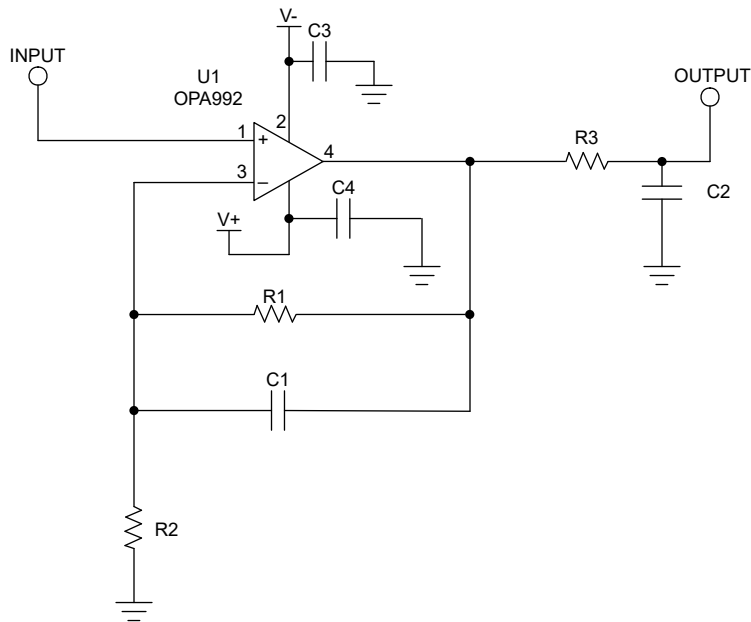 V-
C3
INPUT
U1
OPA992
OUTPUT
2
R3
1
+
4
3
–
C4
C2
V+
R1
C1
R2